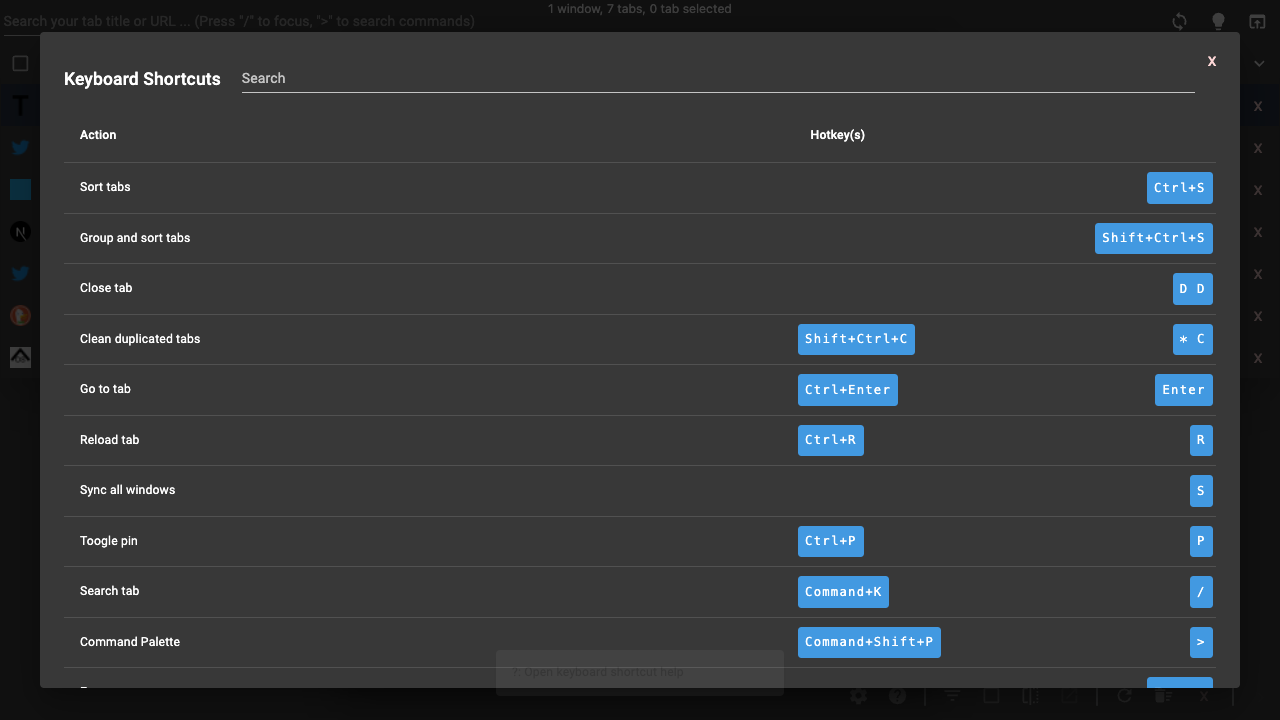 1 window, 7 tabs, 0 tab selected
Search your tab title or URL ... (Press "/" to focus, ">" to search commands)
X
Keyboard Shortcuts Search
Action Hotkey(s)
Sort tabs Ctrl+S
Group and sort tabs Shift+Ctrl+S
Close tab D D
Clean duplicated tabs Shift+Ctrl+C * C
Go to tab Ctrl+Enter Enter
Reload tab Ctrl+R R
Sync all windows S
Toogle pin Ctrl+P P
Search tab Command+K /
Command Palette Command+Shift+P >
?: Open keyboard shortcut help
T
N
X
X
X
X
X
X
X
X